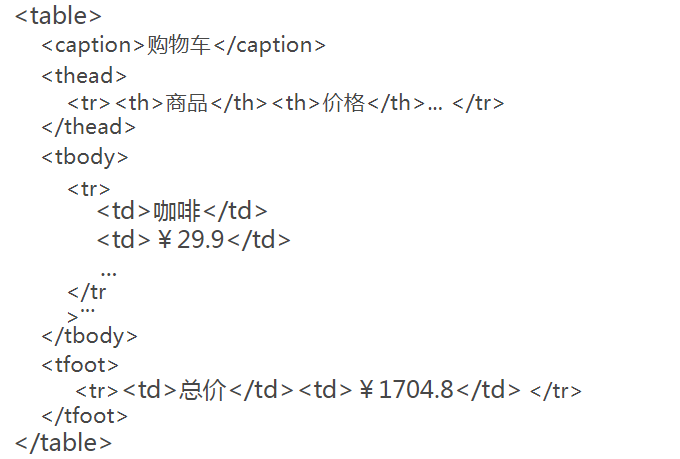 <table>
<caption>购物车</caption>
<thead>
<tr><th>商品</th><th>价格</th>... </tr>
</thead>
<tbody>
<tr>
<td>咖啡</td>
<td>￥29.9</td>
...
</tr
>...
</tbody>
<tfoot>
<tr><td>总价</td><td>￥1704.8</td> </tr>
</tfoot>
</table>